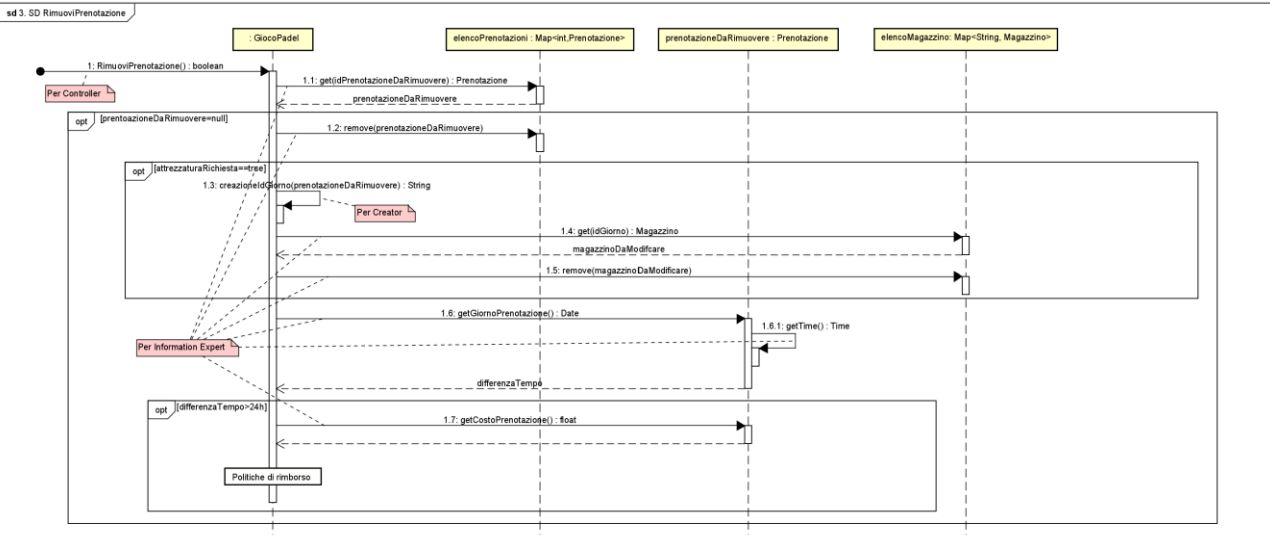 sd 3. SD RimuoviPrenotazione
: GiocoPadel
elencoPrenotazioni : Map<int,Prenotazione>
prenotazioneDaRimuovere : Prenotazione
elencoMagazzino: Map<String, Magazzino>
1: RimuoviPrenotazione() : boolean
Per Controller
1.1: get(idPrenotazioneDaRimuovere) : Prenotazione
prenotazioneDaRimuovere
opt
[prentoazioneDaRimuovere=null]
1.2: remove(prenotazioneDaRimuovere)
opt
[attrezzaturaRichiesta==true]
1.3: creazioneIdGiorno(prenotazioneDaRimuovere) : String
Per Creator
1.4: get(idGiorno) : Magazzino
magazzinoDaModifcare
1.5: remove(magazzinoDaModificare)
1.6: getGiornoPrenotazione() : Date
1.6.1: getTime() : Time
Per Information Expert
differenzaTempo
opt
[differenzaTempo>24h]
1.7: getCostoPrenotazione() : float
Politiche di rimborso